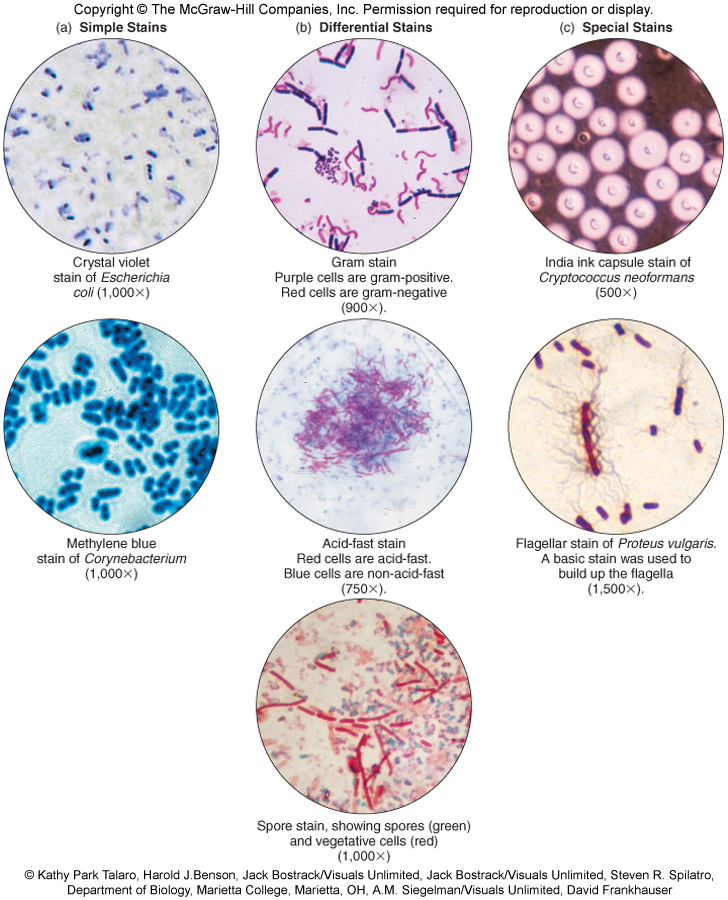 Copyright © The McGraw-Hill Companies, Inc. Permission required for reproduction or display.
(a) Simple Stains
(b) Differential Stains
(c) Special Stains
Crystal violet
stain of Escherichia
coli (1,000×)
Gram stain
Purple cells are gram-positive.
Red cells are gram-negative
(900×).
India ink capsule stain of
Cryptococcus neoformans
(500×)
Methylene blue
stain of Corynebacterium
(1,000×)
Acid-fast stain
Red cells are acid-fast.
Blue cells are non-acid-fast
(750×).
Flagellar stain of Proteus vulgaris.
A basic stain was used to
build up the flagella
(1,500×).
Spore stain, showing spores (green)
and vegetative cells (red)
(1,000×)
© Kathy Park Talaro, Harold J.Benson, Jack Bostrack/Visuals Unlimited, Jack Bostrack/Visuals Unlimited, Steven R. Spilatro,
Department of Biology, Marietta College, Marietta, OH, A.M. Siegelman/Visuals Unlimited, David Frankhauser